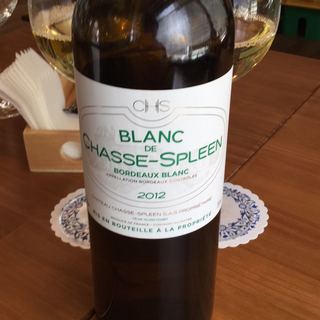 CHS
BLANC
DE
CHASSE-SPLEEN
BORDEAUX BLANC
APPELLATION BORDEAUX CONTRÔLÉE
2012
CHÂTEAU CHASSE-SPLEEN S.A.S PROPRIÉTAIRE
MIS EN BOUTEILLE À LA PROPRIÉTÉ